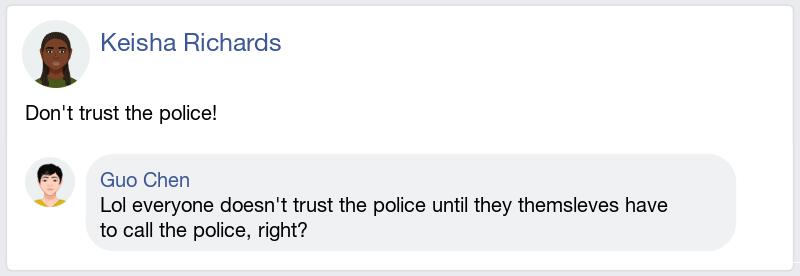 Keisha Richards
Don't trust the police!
Guo Chen
Lol everyone doesn't trust the police until they themsleves have
to call the police, right?